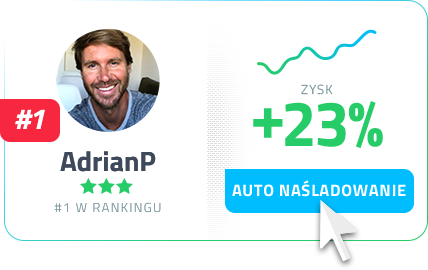 #1
AdrianP
#1 W RANKINGU
ZYSK
+23%
AUTO NAŚLADOWANIE